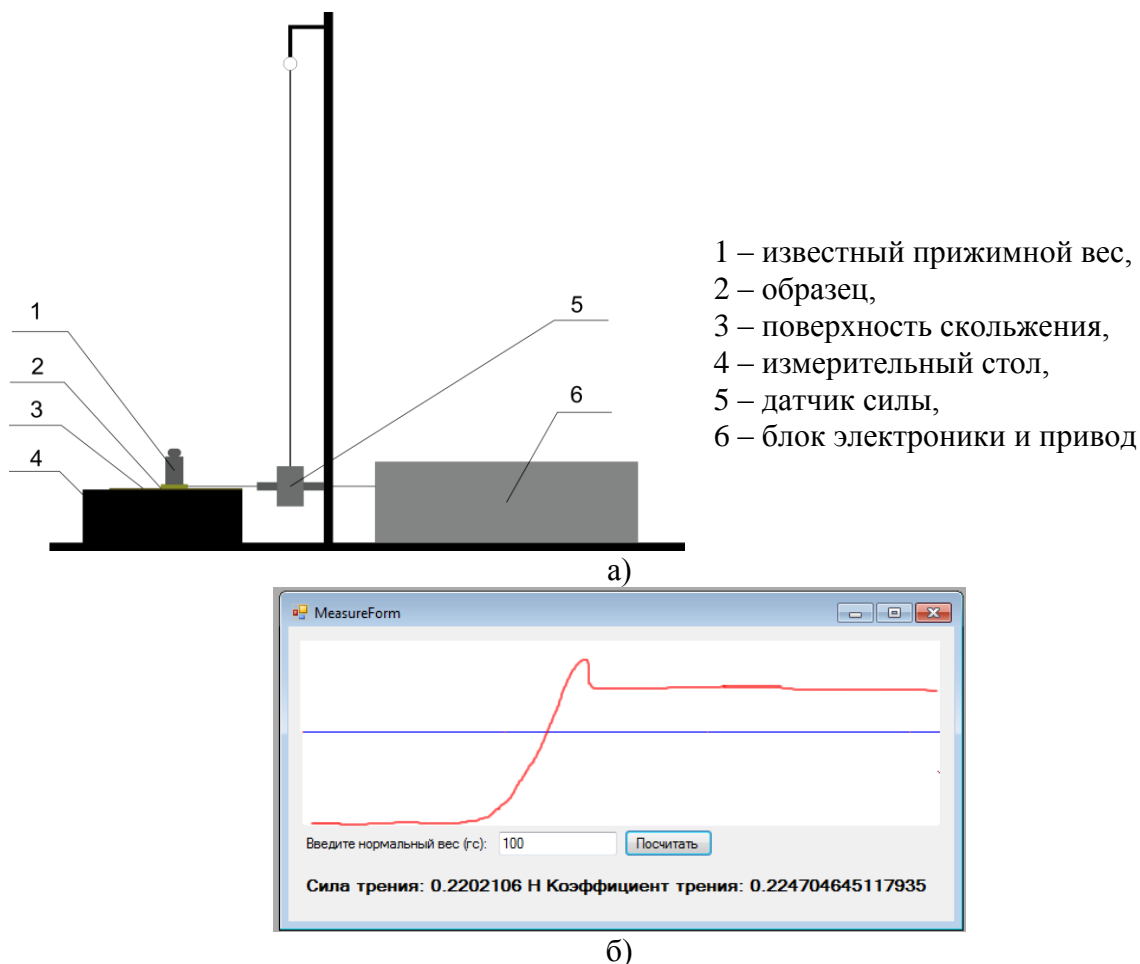 1
2
3
4
5
6
1 – известный прижимной вес,
2 – образец,
3 – поверхность скольжения,
4 – измерительный стол,
5 – датчик силы,
6 – блок электроники и привод
а)
MeasureForm
Введите нормальный вес (гс): 100 Посчитать
Сила трения: 0.2202106 Н Коэффициент трения: 0.224704645117935
б)